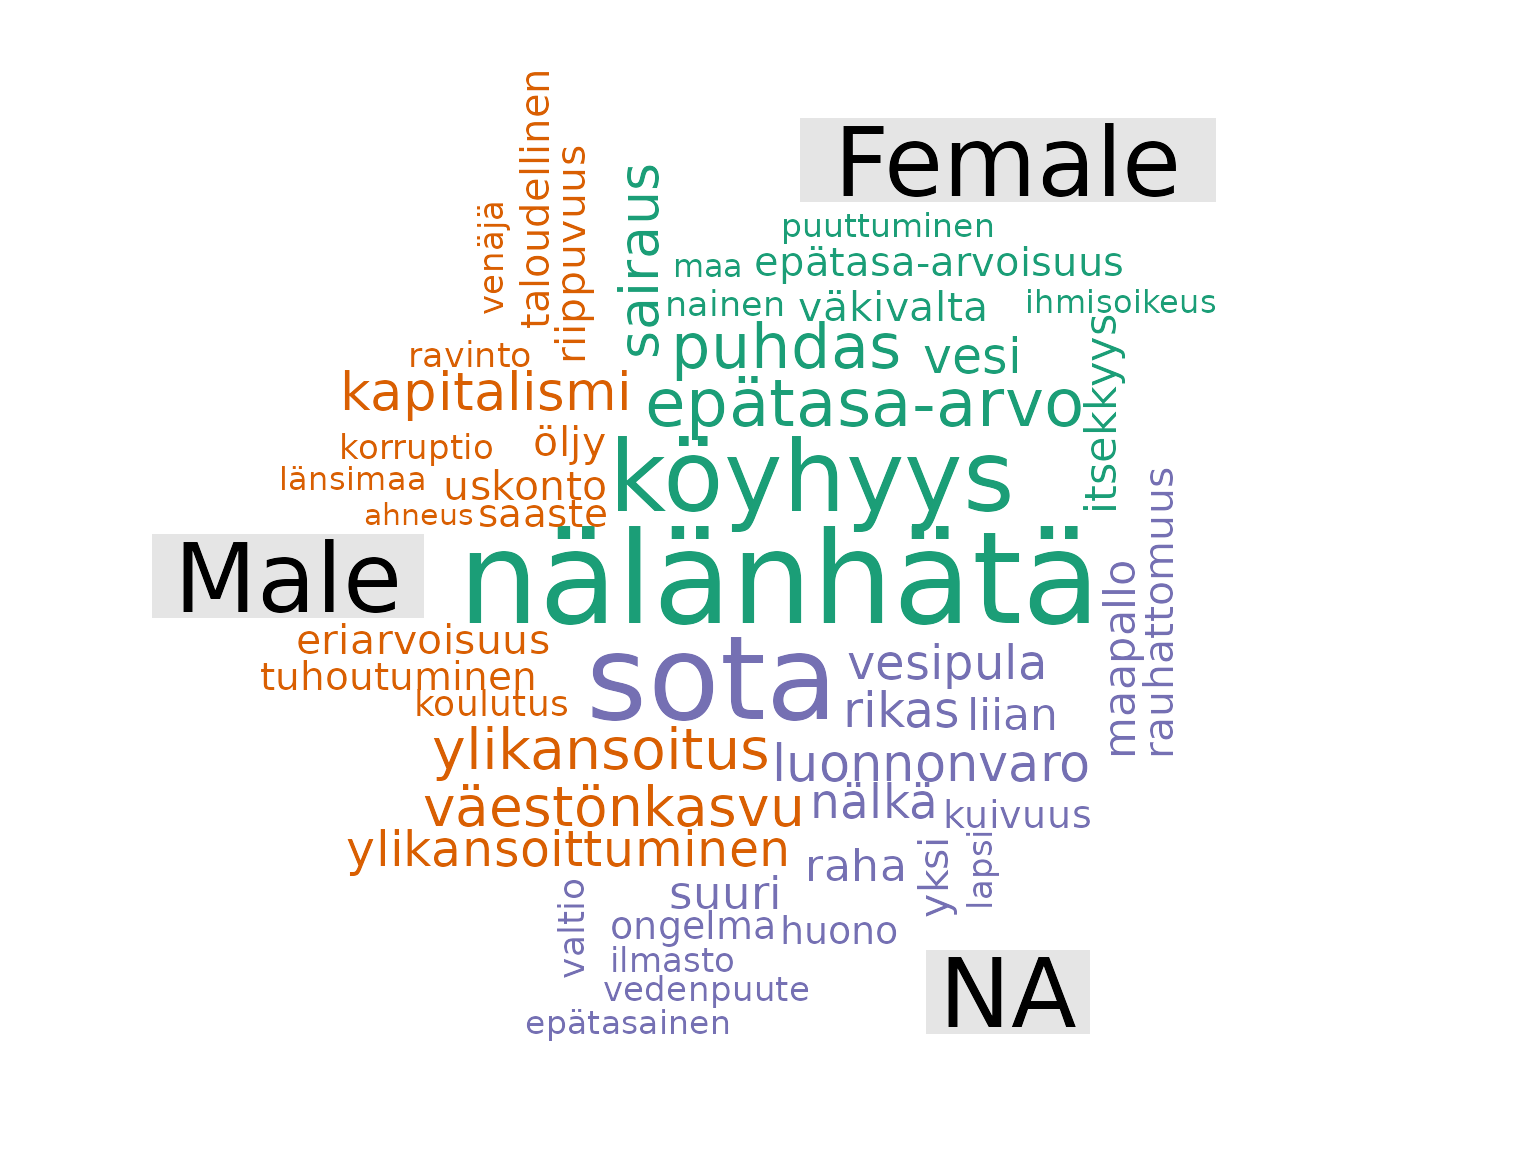 taloudellinen
riippuvuus
venäjä
sairaus
Female
puuttuminen
maa
epätasa-arvoisuus
nainen
väkivalta
ihmisoikeus
puhdas
vesi
itsekkyys
ravinto
kapitalismi
epätasa-arvo
korruptio
öljy
köyhyys
länsimaa
uskonto
ahneus
saaste
rauhattomuus
Male
nälänhätä
maapallo
eriarvoisuus
tuhoutuminen
koulutus
sota
vesipula
rikas
liian
ylikansoitus
luonnonvaro
väestönkasvu
nälkä
kuivuus
ylikansoittuminen
raha
yksi
lapsi
suuri
valtio
ongelma
huono
ilmasto
vedenpuute
NA
epätasainen